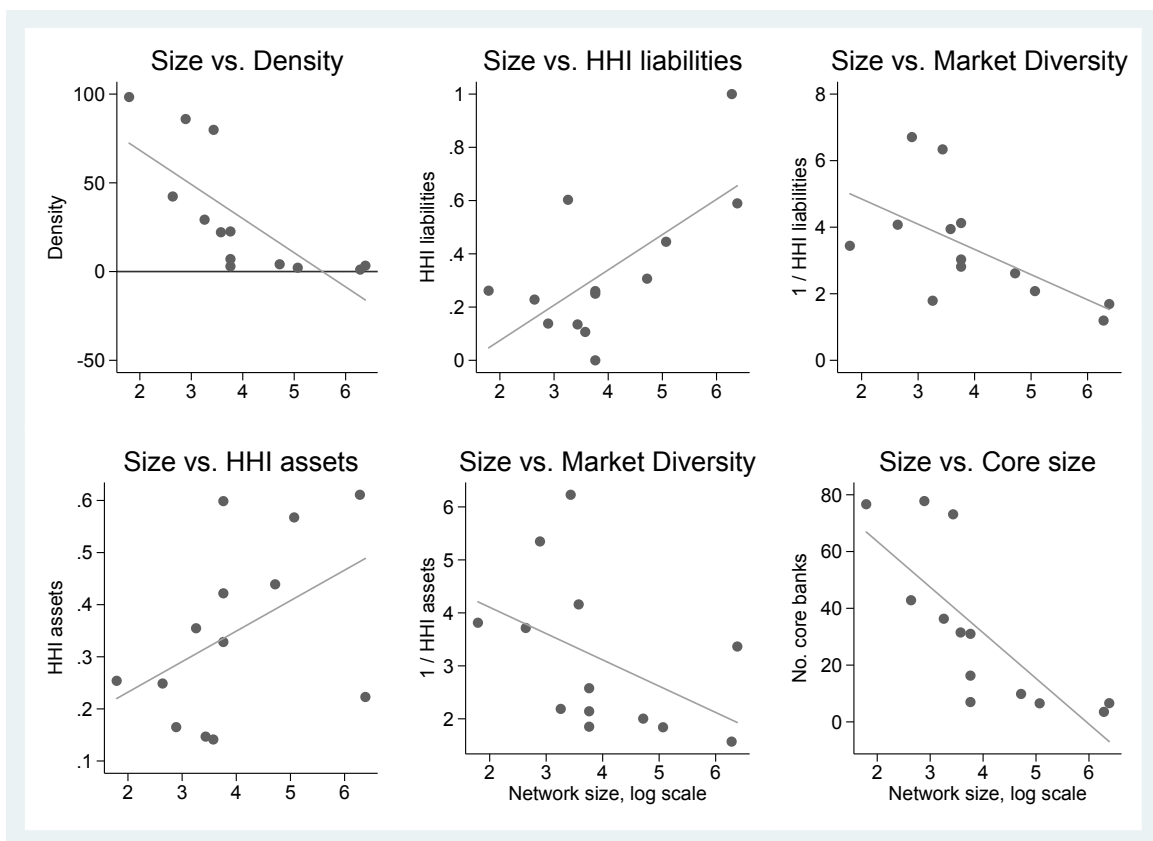 Size vs. Density
Density
100
50
0
-50
2 3 4 5 6
Size vs. HHI liabilities
HHI liabilities
1
.8
.6
.4
.2
0
2 3 4 5 6
Size vs. Market Diversity
1 / HHI liabilities
8
6
4
2
0
2 3 4 5 6
Size vs. HHI assets
HHI assets
.6
.5
.4
.3
.2
.1
2 3 4 5 6
Size vs. Market Diversity
1 / HHI assets
6
5
4
3
2
2 3 4 5 6
Network size, log scale
Size vs. Core size
No. core banks
80
60
40
20
0
2 3 4 5 6
Network size, log scale